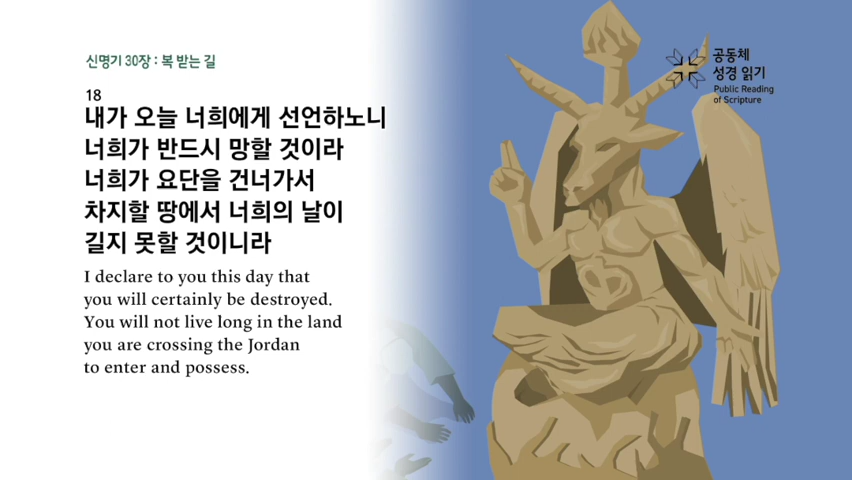 신명기 30장 : 복 받는 길
18
내가 오늘 너희에게 선언하노니
너희가 반드시 망할 것이라
너희가 요단을 건너가서
차지할 땅에서 너희의 날이
길지 못할 것이니라
I declare to you this day that
you will certainly be destroyed.
You will not live long in the land
you are crossing the Jordan
to enter and possess.
공동체
성경 읽기
Public Reading
of Scripture